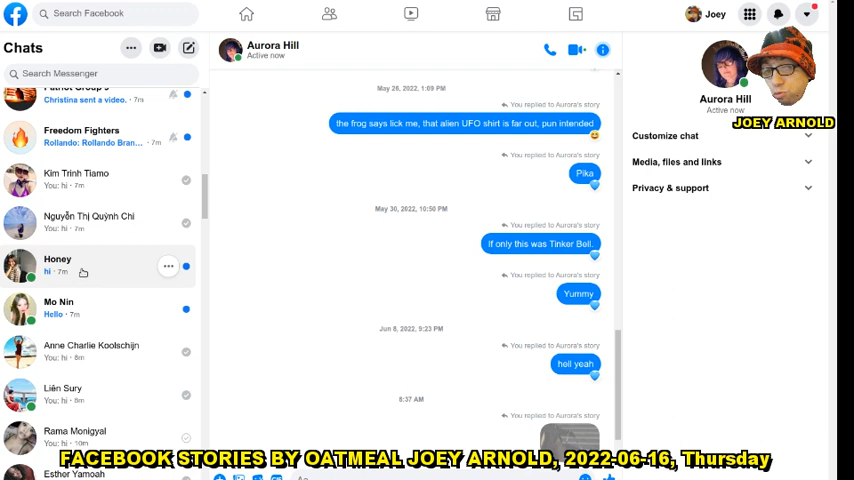 Search Facebook
Joey
Chats
Search Messenger
Patriot Group 5
Christina sent a video. · 7m
Freedom Fighters
Rollando: Rollando Bran... · 7m
Kim Trinh Tiamo
You: hi · 7m
Nguyễn Thị Quỳnh Chi
You: hi · 7m
Honey
hi · 7m
Mo Nin
Hello · 7m
Anne Charlie Koolschijn
You: hi · 8m
Liên Sury
You: hi · 8m
Rama Monigyal
You: hi · 10m
Esther Yamoah
Aurora Hill
Active now
May 26, 2022, 1:09 PM
You replied to Aurora's story
the frog says lick me, that alien UFO shirt is far out, pun intended
You replied to Aurora's story
Pika
May 30, 2022, 10:50 PM
You replied to Aurora's story
If only this was Tinker Bell.
You replied to Aurora's story
Yummy
Jun 8, 2022, 9:23 PM
You replied to Aurora's story
hell yeah
8:37 AM
You replied to Aurora's story
Aa
Aurora Hill
Active now
JOEY ARNOLD
Customize chat
Media, files and links
Privacy & support
FACEBOOK STORIES BY OATMEAL JOEY ARNOLD, 2022-06-16, Thursday